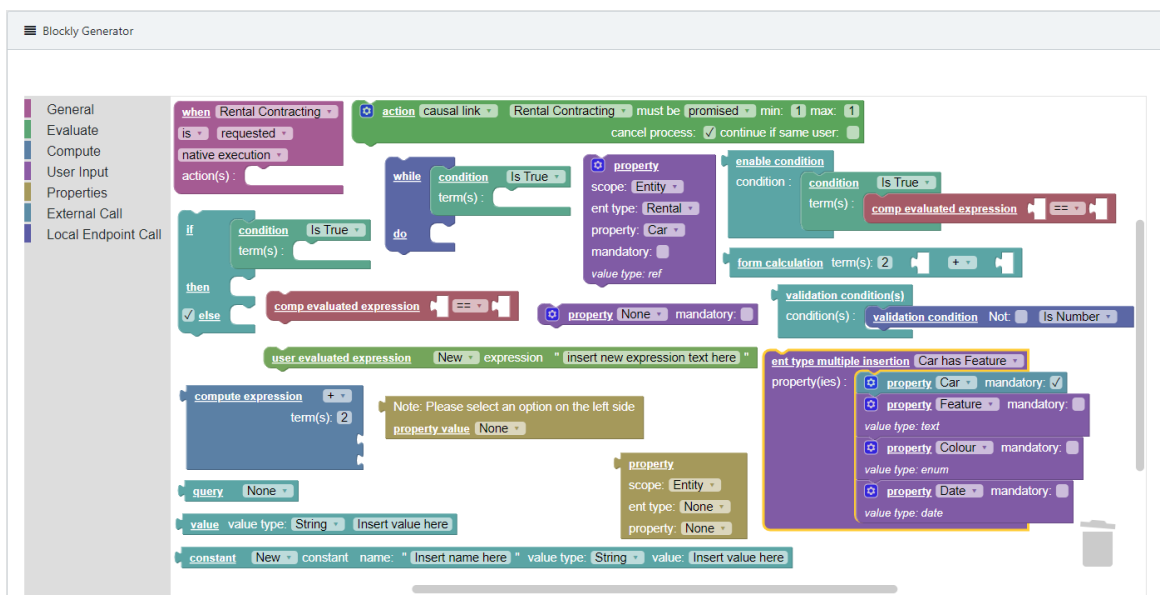 Blockly Generator
General
Evaluate
Compute
User Input
Properties
External Call
Local Endpoint Call
when Rental Contracting
is requested
native execution
action(s) :
action causal link Rental Contracting must be promised min: 1 max: 1
cancel process: continue if same user:
while condition Is True
term(s) :
do
property
scope: Entity
ent type: Rental
property: Car
mandatory:
value type: ref
enable condition
condition : condition Is True
term(s) : comp evaluated expression ==
if condition Is True
term(s) :
then
else
form calculation term(s): 2 +
comp evaluated expression ==
property None mandatory:
validation condition(s)
condition(s) : validation condition Not: Is Number
user evaluated expression New expression " insert new expression text here "
ent type multiple insertion Car has Feature
property(ies) : property Car mandatory:
property Feature mandatory:
value type: text
property Colour mandatory:
value type: enum
property Date mandatory:
value type: date
compute expression +
term(s): 2
Note: Please select an option on the left side
property value None
property
scope: Entity
ent type: None
property: None
query None
value value type: String Insert value here
constant New constant name: " Insert name here " value type: String value: Insert value here